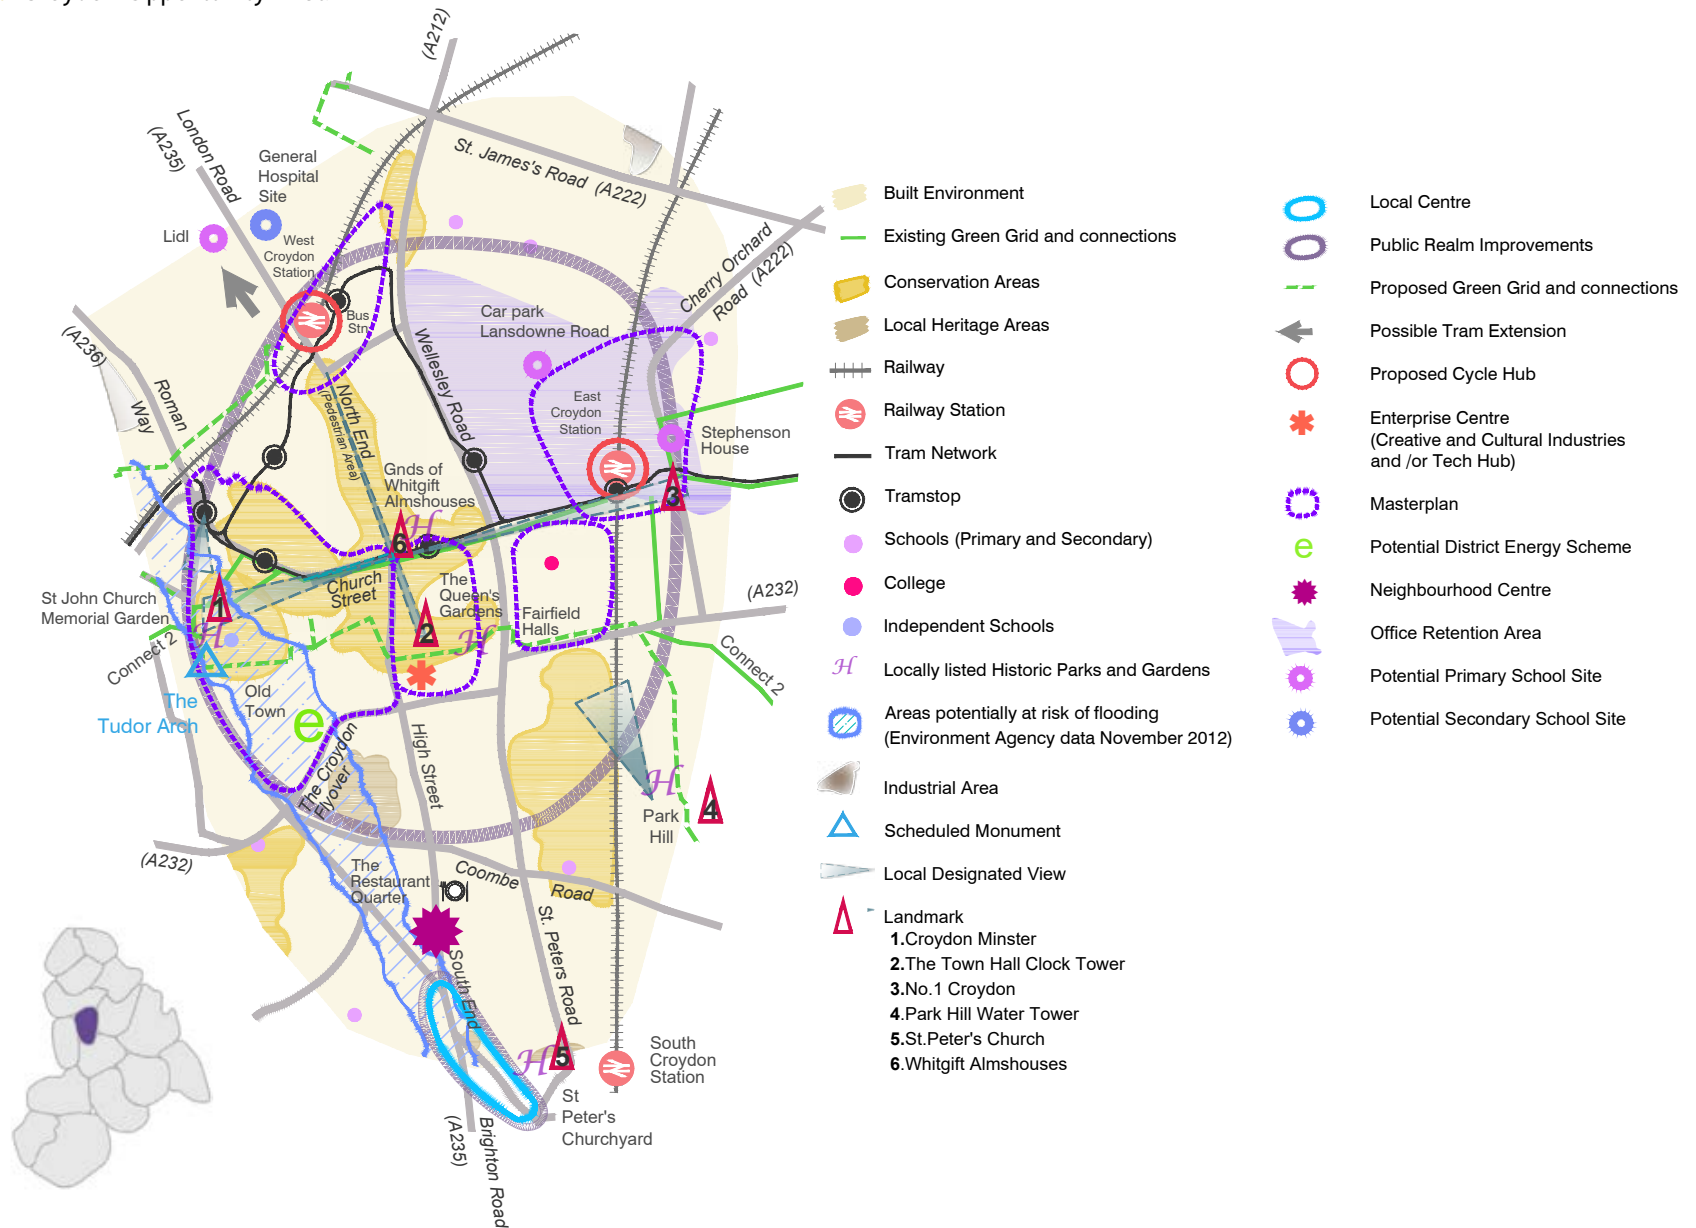 (A212)
London Road
(A235)
General
Hospital
Site
St. James's Road (A222)
Lidl
West
Croydon
Station
Cherry Orchard
Road (A222)
Bus
Stn
Car park
Lansdowne Road
(A236)
Roman
Way
Wellesley Road
North End
(Pedestrian Area)
East
Croydon
Station
Stephenson
House
Gnds of
Whitgift
Almshouses
3
H
6
Church
Street
The
Queen's
Gardens
Fairfield
Halls
(A232)
St John Church
Memorial Garden
1
H
2
H
Connect 2
Connect 2
The
Tudor Arch
Old
Town
e
The Croydon
Flyover
High Street
H
Park
Hill
4
(A232)
The
Restaurant
Quarter
Coombe
Road
St. Peters Road
South End
H
5
South
Croydon
Station
St
Peter's
Churchyard
(A235)
Brighton Road
Built Environment
Existing Green Grid and connections
Conservation Areas
Local Heritage Areas
Railway
Railway Station
Tram Network
Tramstop
Schools (Primary and Secondary)
College
Independent Schools
H Locally listed Historic Parks and Gardens
Areas potentially at risk of flooding
(Environment Agency data November 2012)
Industrial Area
Scheduled Monument
Local Designated View
Landmark
1.Croydon Minster
2.The Town Hall Clock Tower
3.No.1 Croydon
4.Park Hill Water Tower
5.St.Peter's Church
6.Whitgift Almshouses
Local Centre
Public Realm Improvements
Proposed Green Grid and connections
Possible Tram Extension
Proposed Cycle Hub
Enterprise Centre
(Creative and Cultural Industries
and /or Tech Hub)
Masterplan
e Potential District Energy Scheme
Neighbourhood Centre
Office Retention Area
Potential Primary School Site
Potential Secondary School Site